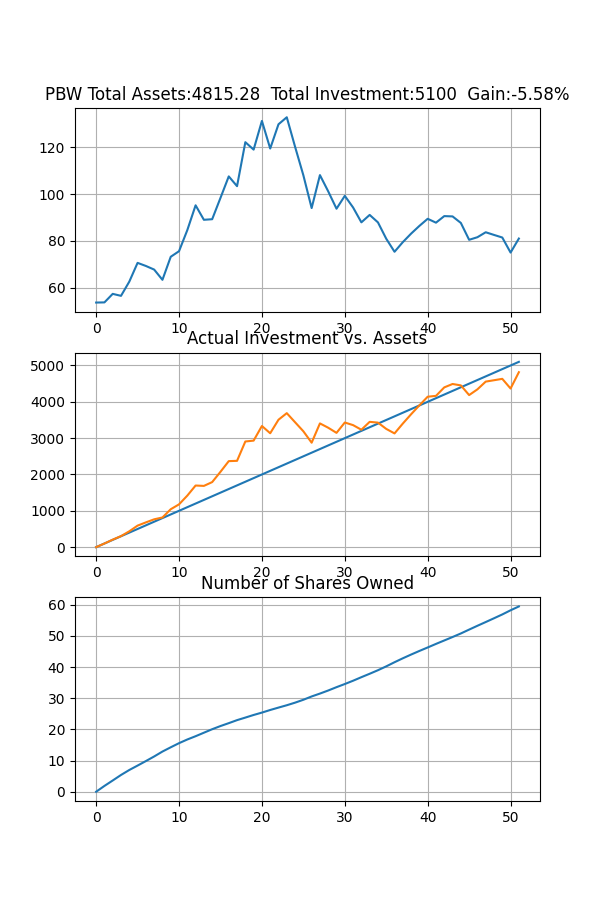 PBW Total Assets:4815.28  Total Investment:5100  Gain:-5.58%
120
100
80
60
0 10 20 30 40 50
Actual Investment vs. Assets
5000
4000
3000
2000
1000
0
0 10 20 30 40 50
Number of Shares Owned
60
50
40
30
20
10
0
0 10 20 30 40 50